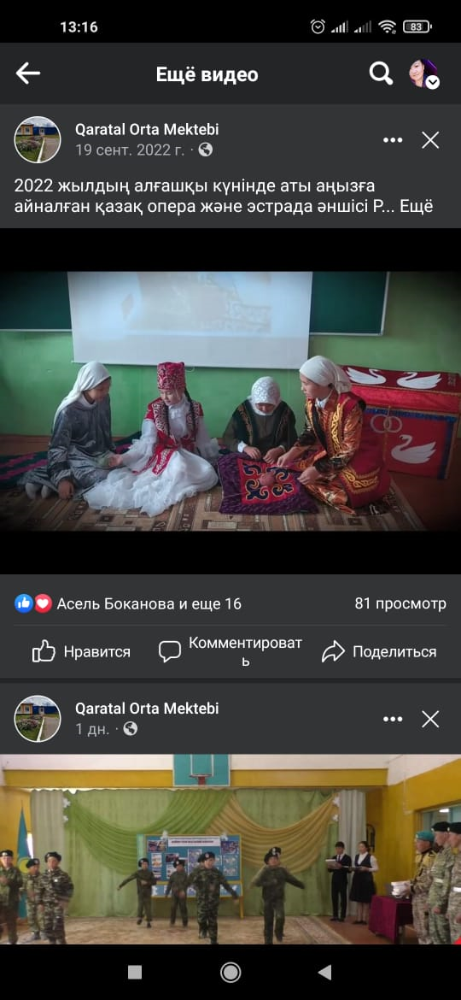 13:16
83
Ещё видео
Qaratal Orta Mektebi
19 сент. 2022 г. ·
2022 жылдың алғашқы күнінде аты аңызға
айналған қазақ опера және эстрада әншісі Р... Ещё
Асель Боканова и еще 16
81 просмотр
Нравится
Комментироват
ь
Поделиться
Qaratal Orta Mektebi
1 дн. ·